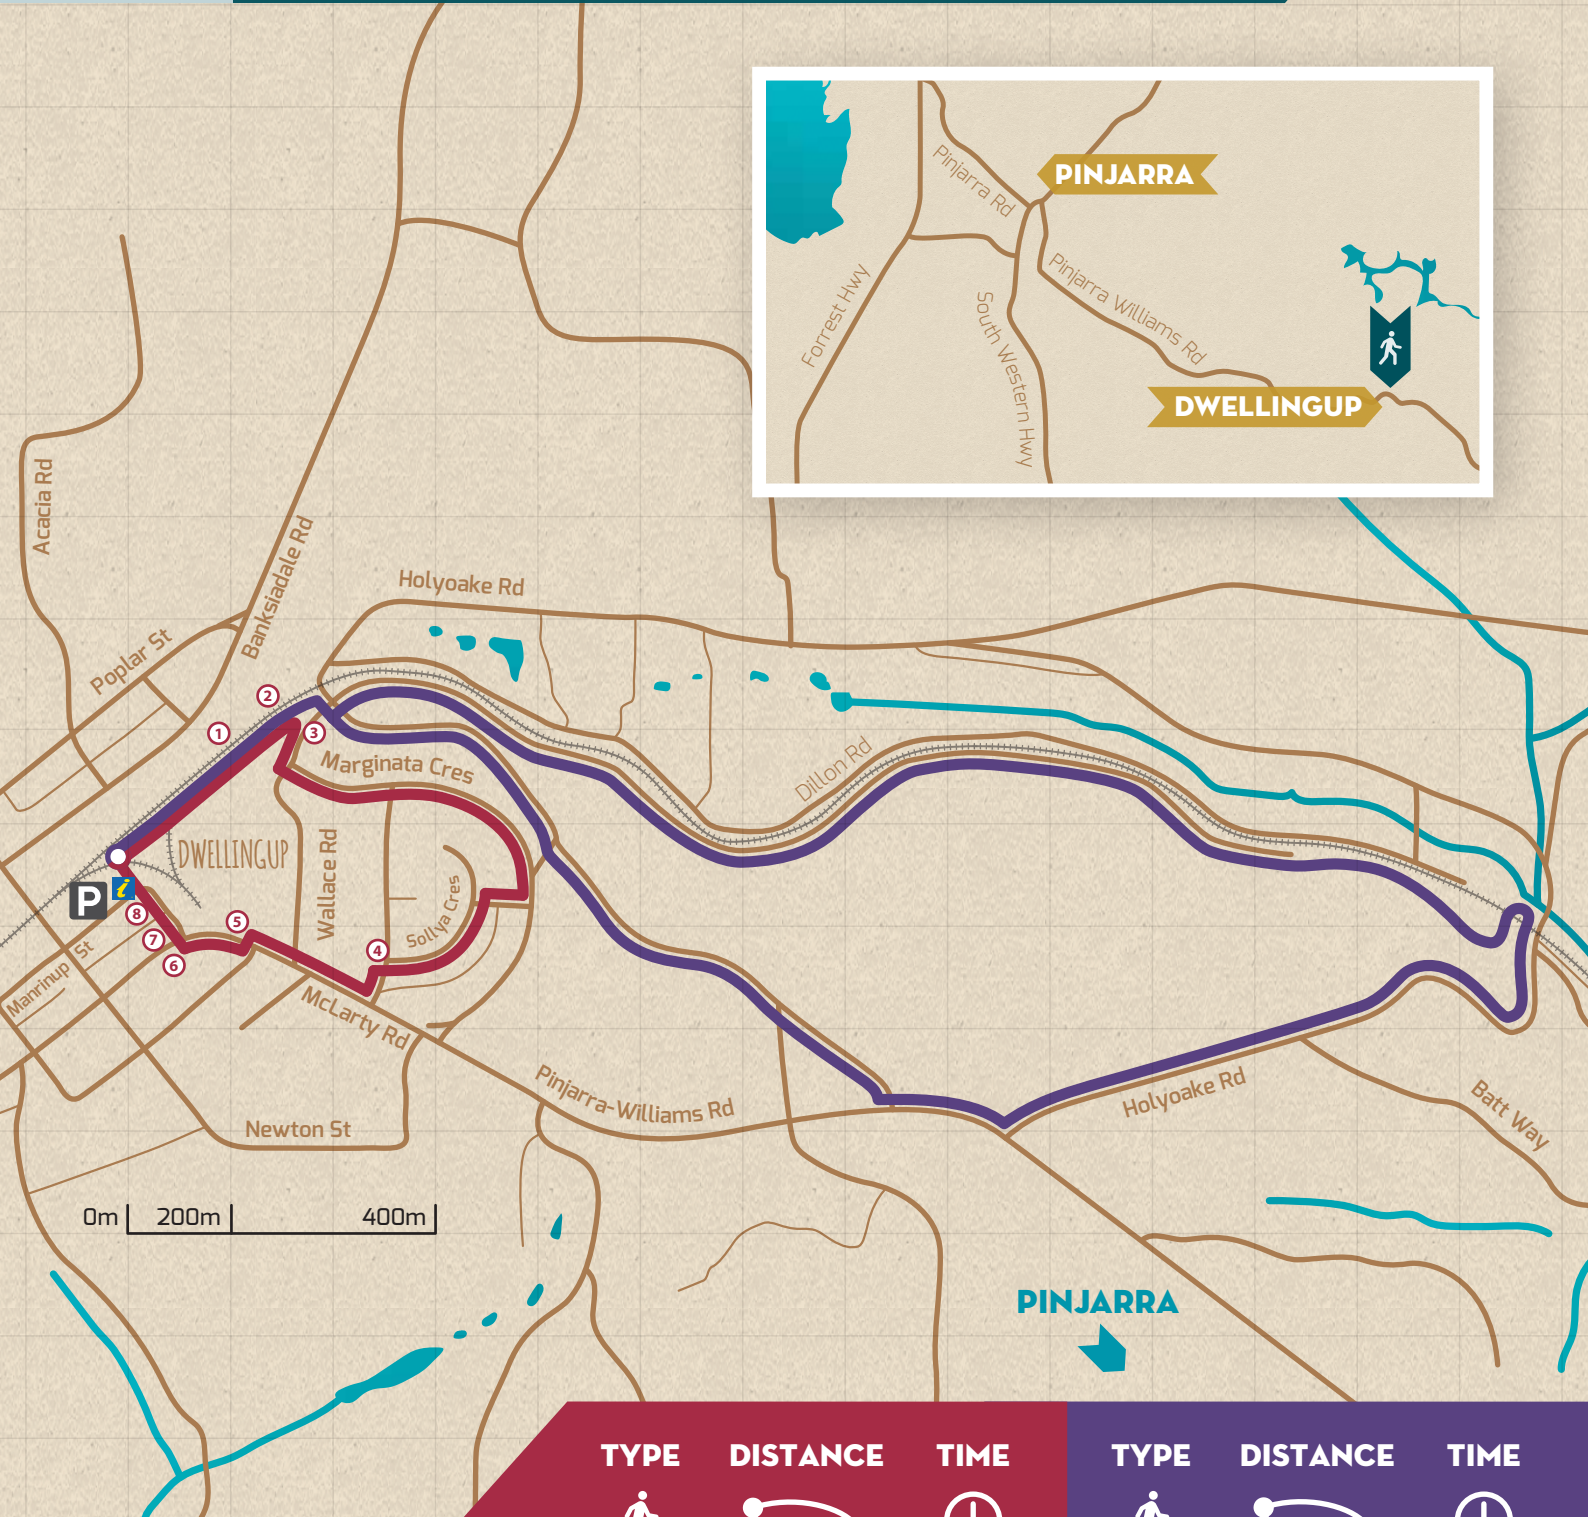 PINJARRA
Pinjarra Rd
Forrest Hwy
Pinjarra Williams Rd
South Western Hwy
DWELLINGUP
Acacia Rd
Banksiadale Rd
Holyoake Rd
Poplar St
2
1
3
Marginata Cres
Dillon Rd
DWELLINGUP
Wallace Rd
P
i
8
7
6
5
4
Sollya Cres
Manrinup St
McLarty Rd
Pinjarra-Williams Rd
Holyoake Rd
Batt Way
Newton St
0m 200m 400m
PINJARRA
TYPE DISTANCE TIME
TYPE DISTANCE TIME